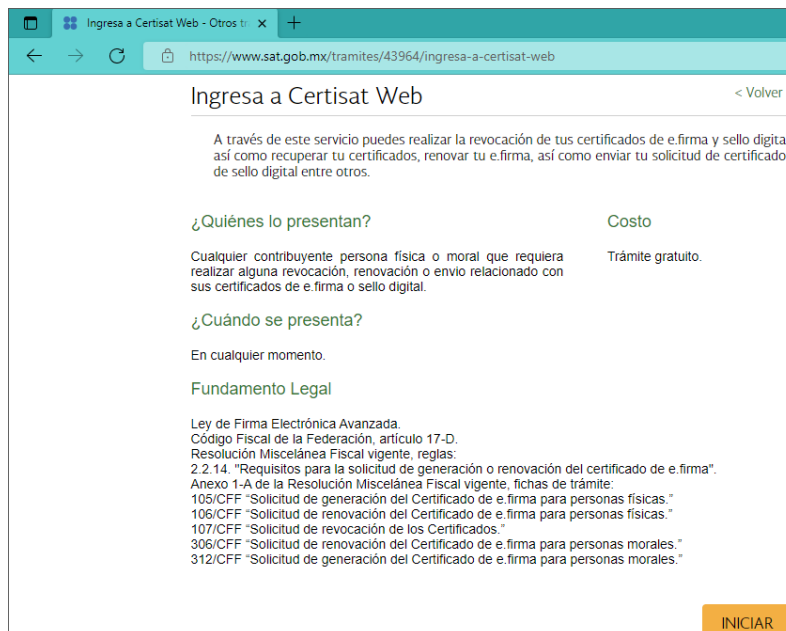 Ingresa a Certisat Web - Otros tr
https://www.sat.gob.mx/tramites/43964/ingresa-a-certisat-web
Ingresa a Certisat Web
< Volver
A través de este servicio puedes realizar la revocación de tus certificados de e.firma y sello digita
así como recuperar tu certificados, renovar tu e.firma, así como enviar tu solicitud de certificado
de sello digital entre otros.
¿Quiénes lo presentan?
Cualquier contribuyente persona física o moral que requiera
realizar alguna revocación, renovación o envio relacionado con
sus certificados de e.firma o sello digital.
Costo
Trámite gratuito.
¿Cuándo se presenta?
En cualquier momento.
Fundamento Legal
Ley de Firma Electrónica Avanzada.
Código Fiscal de la Federación, artículo 17-D.
Resolución Miscelánea Fiscal vigente, reglas:
2.2.14. "Requisitos para la solicitud de generación o renovación del certificado de e.firma".
Anexo 1-A de la Resolución Miscelánea Fiscal vigente, fichas de trámite:
105/CFF “Solicitud de generación del Certificado de e.firma para personas físicas.”
106/CFF “Solicitud de renovación del Certificado de e.firma para personas físicas.”
107/CFF “Solicitud de revocación de los Certificados.”
306/CFF “Solicitud de renovación del Certificado de e.firma para personas morales.”
312/CFF “Solicitud de generación del Certificado de e.firma para personas morales.”
INICIAR